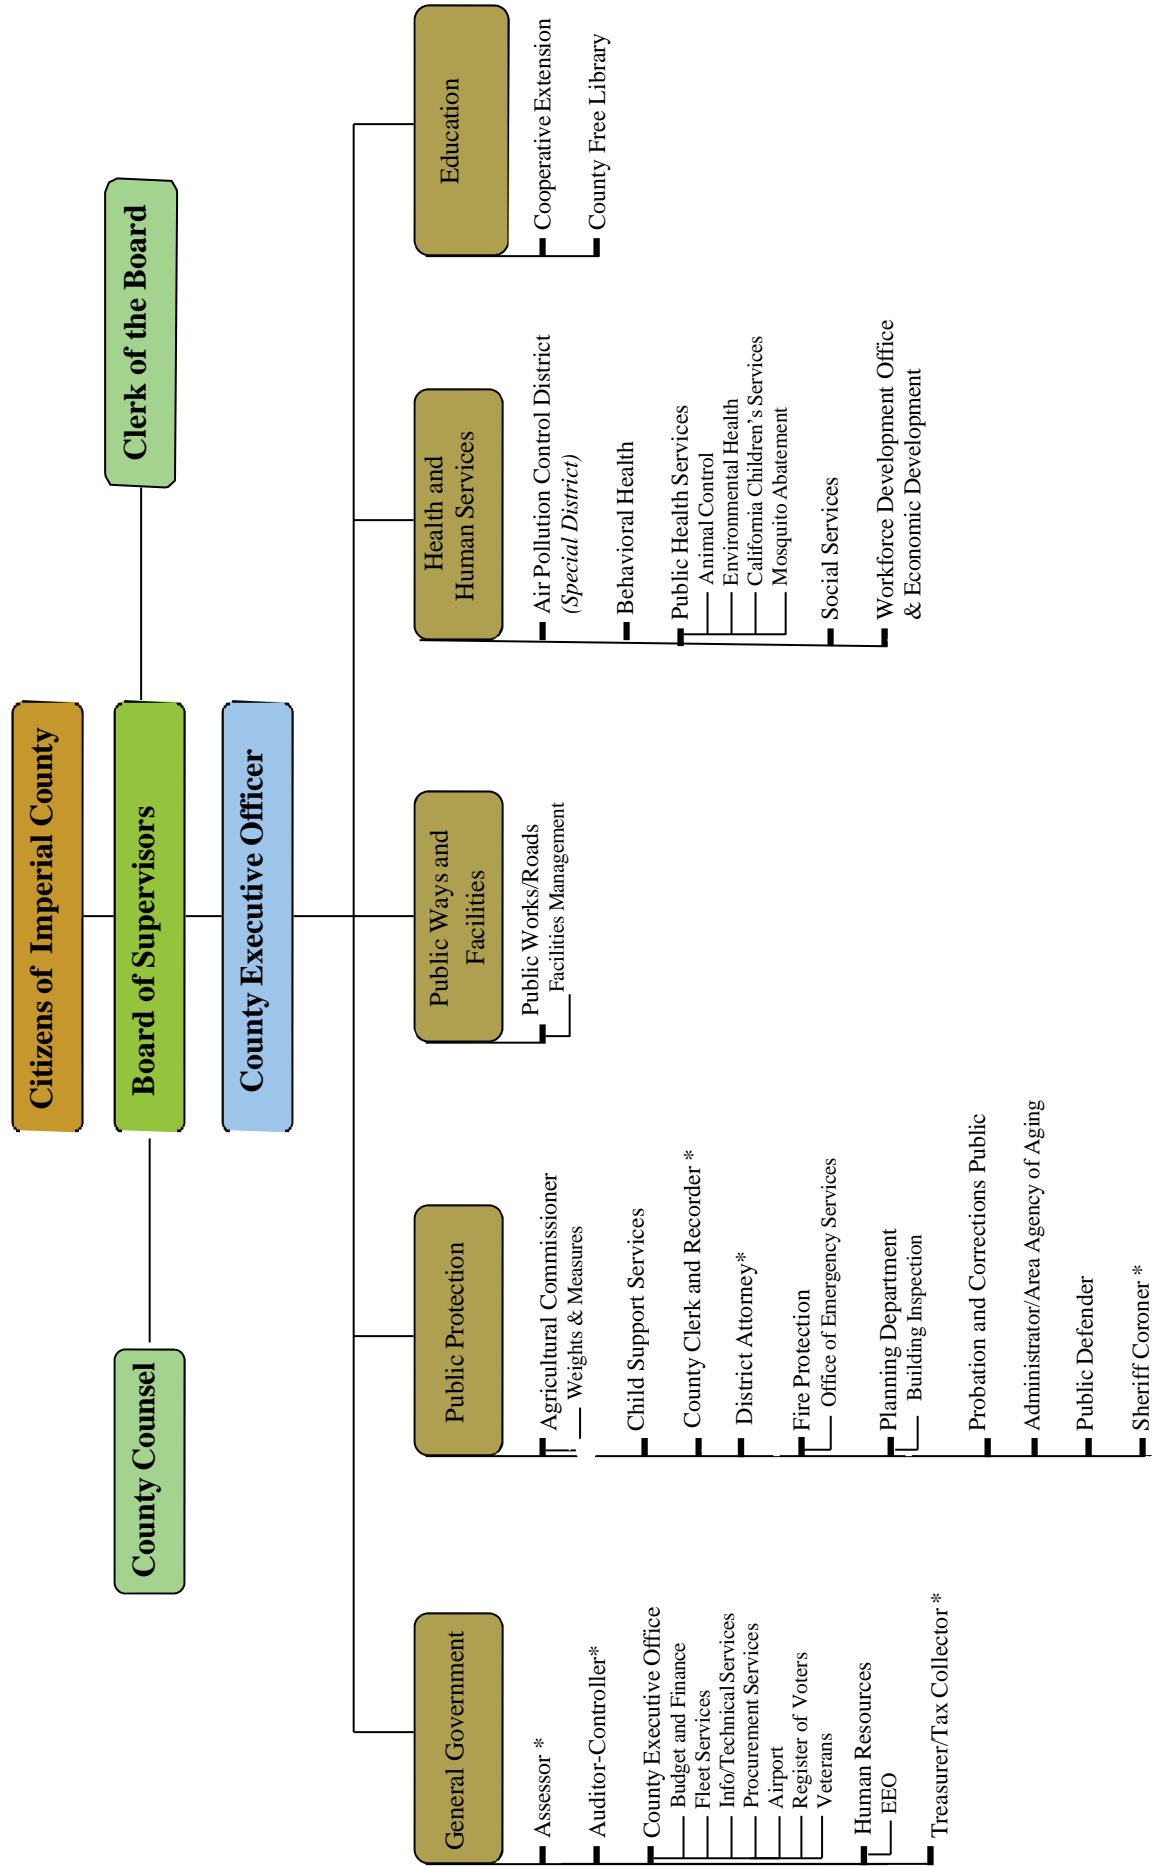 Citizens of Imperial County
County Counsel
Board of Supervisors
Clerk of the Board
County Executive Officer
General Government
Assessor *
Auditor-Controller*
County Executive Office
Budget and Finance
Fleet Services
Info/Technical Services
Procurement Services
Airport
Register of Voters
Veterans
Human Resources
EEO
Treasurer/Tax Collector *
Public Protection
Agricultural Commissioner
Weights & Measures
Child Support Services
County Clerk and Recorder *
District Attorney*
Fire Protection
Office of Emergency Services
Planning Department
Building Inspection
Probation and Corrections Public
Administrator/Area Agency of Aging
Public Defender
Sheriff Coroner *
Public Ways and
Facilities
Public Works/Roads
Facilities Management
Health and
Human Services
Air Pollution Control District
(Special District)
Behavioral Health
Public Health Services
Animal Control
Environmental Health
California Children's Services
Mosquito Abatement
Social Services
Workforce Development Office
& Economic Development
Education
Cooperative Extension
County Free Library